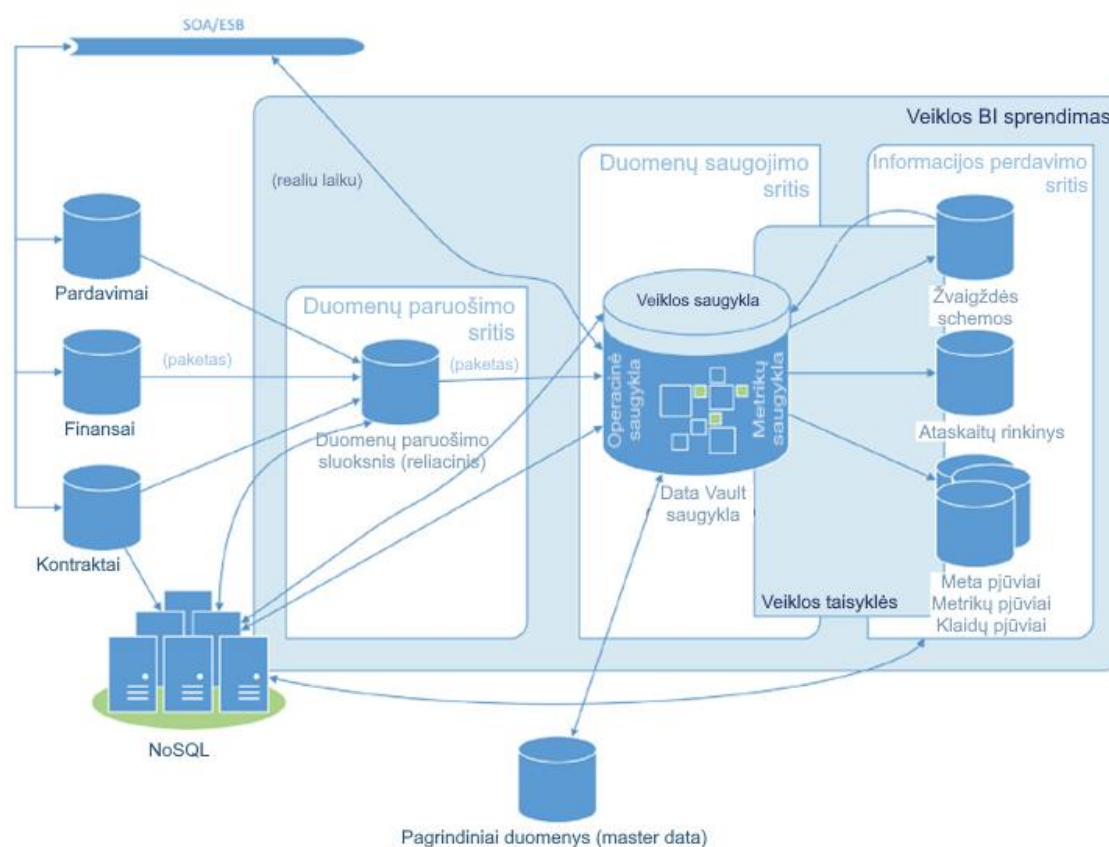 SOA/ESB
Veiklos BI sprendimas
(realiu laiku)
Duomenų saugojimo
sritis
Informacijos perdavimo
sritis
Pardavimai
Duomenų paruošimo
sritis
Veiklos saugykla
Žvaigždės
schemos
(paketas)
(paketas)
Operacinė
saugykla
Metrikų
saugykla
Finansai
Duomenų paruošimo
sluoksnis (reliacinis)
Ataskaitų rinkinys
Data Vault
saugykla
Kontraktai
Veiklos taisyklės
Meta pjūviai
Metrikų pjūviai
Klaidų pjūviai
NoSQL
Pagrindiniai duomenys (master data)